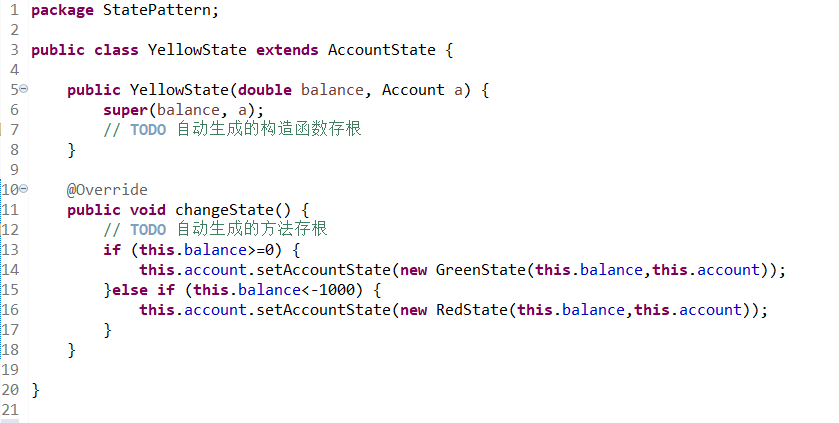 1 package StatePattern;
2
3 public class YellowState extends AccountState {
4
5 public YellowState(double balance, Account a) {
6 super(balance, a);
7 // TODO 自动生成的构造函数存根
8 }
9
10 @Override
11 public void changeState() {
12 // TODO 自动生成的方法存根
13 if (this.balance>=0) {
14 this.account.setAccountState(new GreenState(this.balance,this.account));
15 }else if (this.balance<-1000) {
16 this.account.setAccountState(new RedState(this.balance,this.account));
17 }
18 }
19
20 }
21